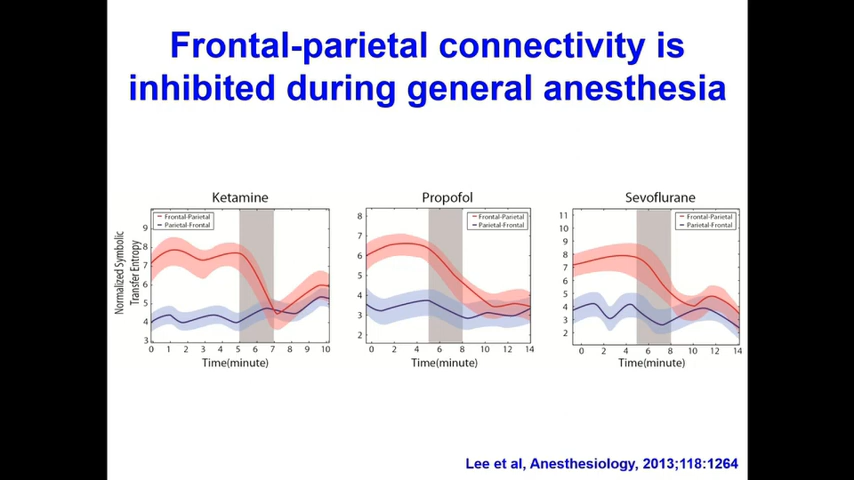 Frontal-parietal connectivity is
inhibited during general anesthesia
Ketamine
Normalized Symbolic
Transfer Entropy
Frontal-Parietal
Parietal-Frontal
9
8
7
6
5
4
3
0 1 2 3 4 5 6 7 8 9 10
Time(minute)
Propofol
Frontal-Parietal
Parietal-Frontal
8
7
6
5
4
3
2
0 2 4 6 8 10 12 14
Time(minute)
Sevoflurane
Frontal-Parietal
Parietal-Frontal
11
10
9
8
7
6
5
4
3
2
0 2 4 6 8 10 12 14
Time(minute)
Lee et al, Anesthesiology, 2013;118:1264